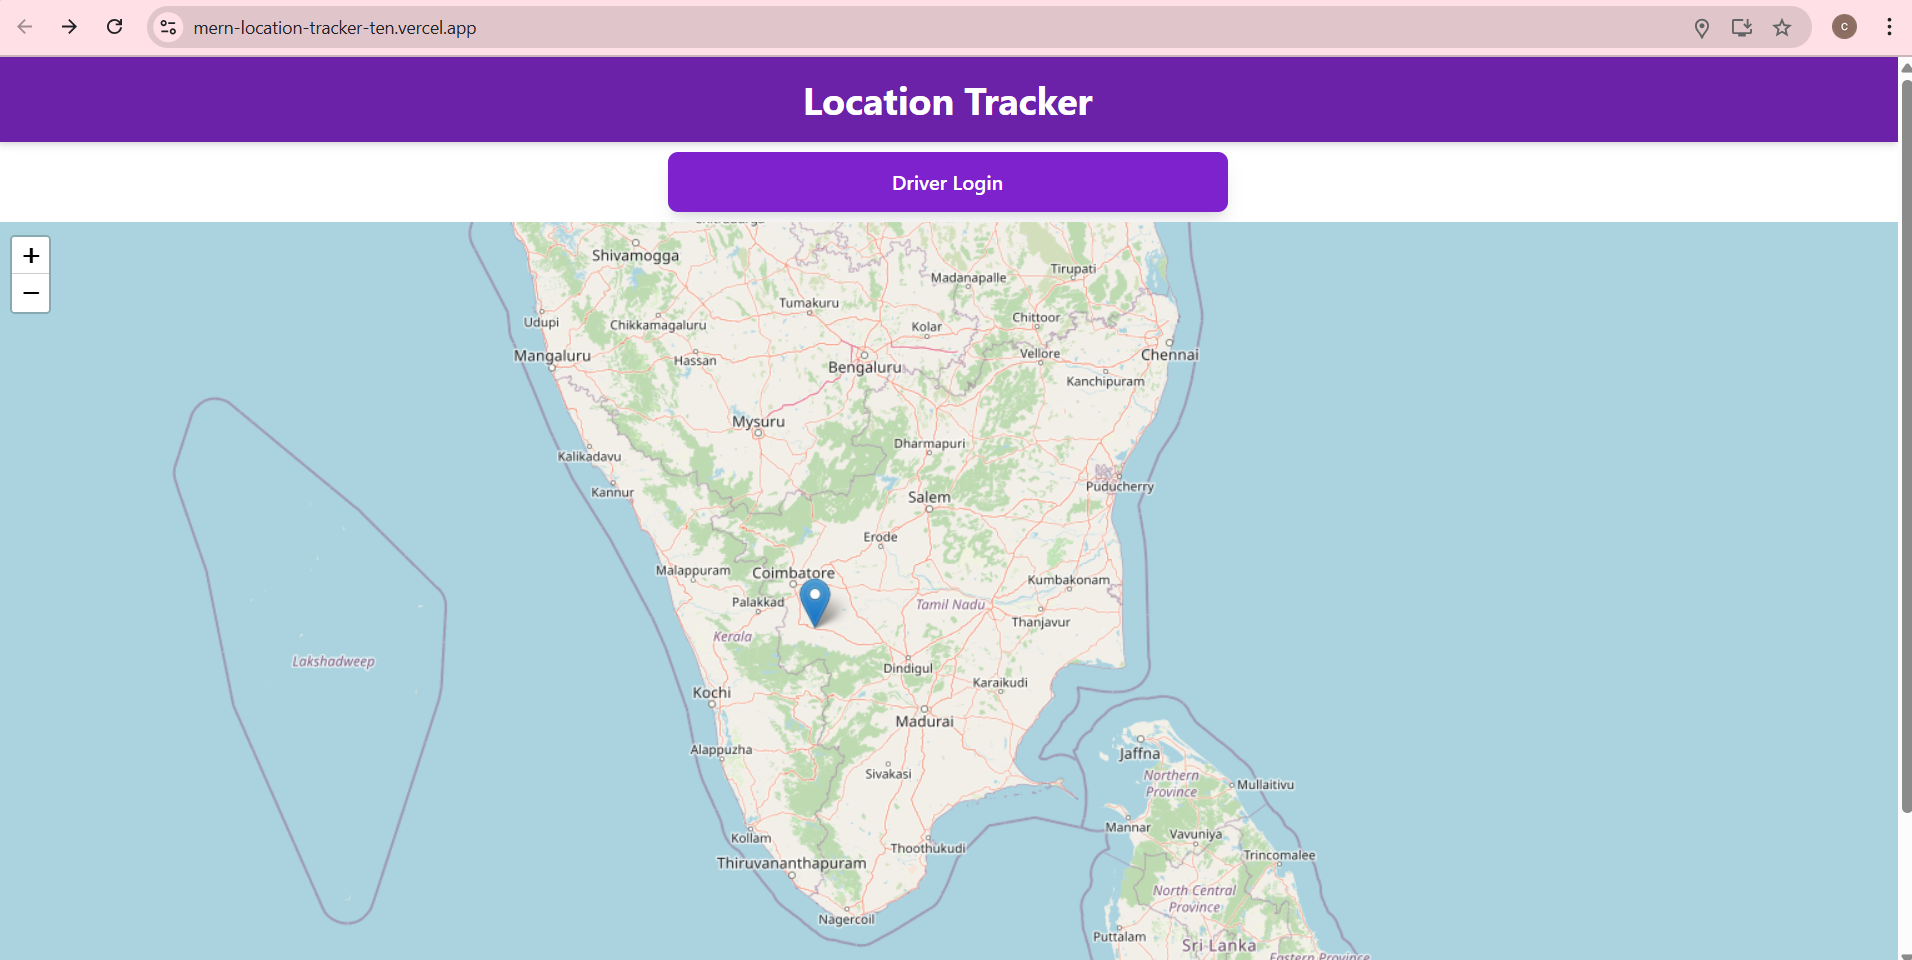 mern-location-tracker-ten.vercel.app
C
Location Tracker
Driver Login
+
−
Shivamogga
Madanapalle
Tirupati
Tumakuru
Udupi
Chikkamagaluru
Kolar
Chittoor
Mangaluru
Hassan
Bengaluru
Vellore
Chennai
Kanchipuram
Mysuru
Dharmapuri
Kalikadavu
Kannur
Salem
Puducherry
Erode
Malappuram
Coimbatore
Kumbakonam
Palakkad
Tamil Nadu
Thanjavur
Kerala
Lakshadweep
Dindigul
Karaikudi
Kochi
Madurai
Alappuzha
Jaffna
Sivakasi
Northern
Province
Mullaitivu
Kollam
Mannar
Vavuniya
Thoothukudi
Trincomalee
Thiruvananthapuram
North Central
Province
Nagercoil
Puttalam
Sri Lanka
Eastern Province